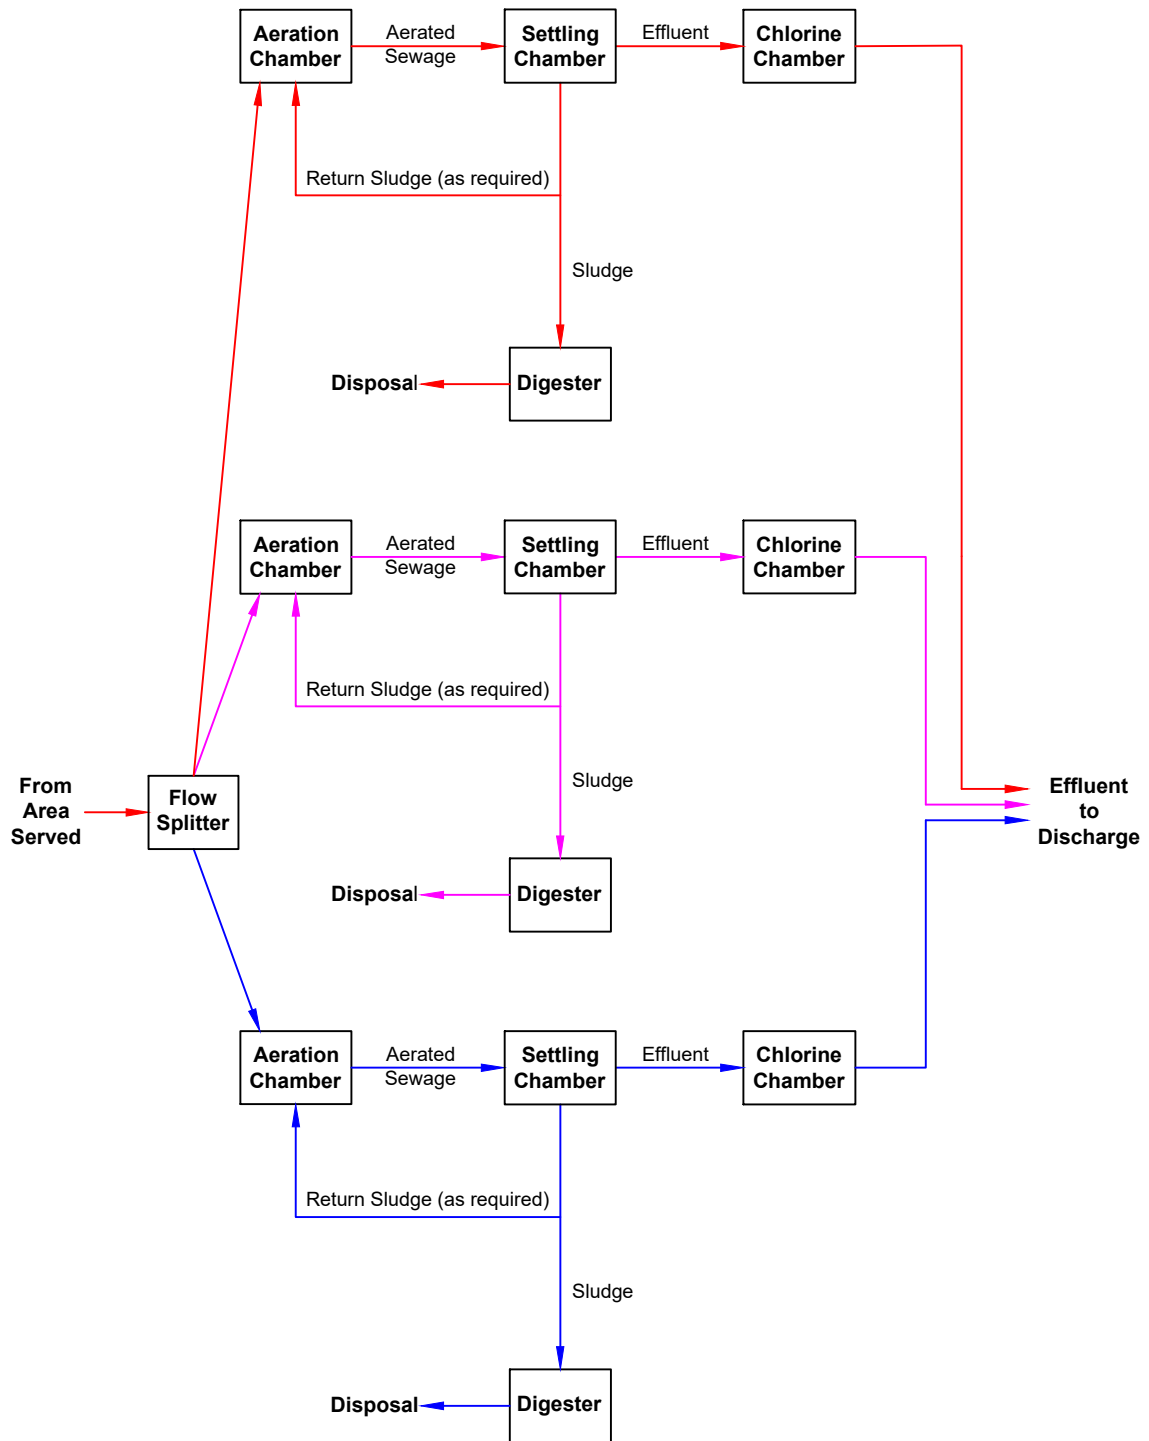 Aeration
Chamber
Aerated
Sewage
Settling
Chamber
Effluent
Chlorine
Chamber
Return Sludge (as required)
Sludge
Disposal
Digester
Aeration
Chamber
Aerated
Sewage
Settling
Chamber
Effluent
Chlorine
Chamber
Return Sludge (as required)
Sludge
From
Area
Served
Flow
Splitter
Effluent
to
Discharge
Disposal
Digester
Aeration
Chamber
Aerated
Sewage
Settling
Chamber
Effluent
Chlorine
Chamber
Return Sludge (as required)
Sludge
Disposal
Digester